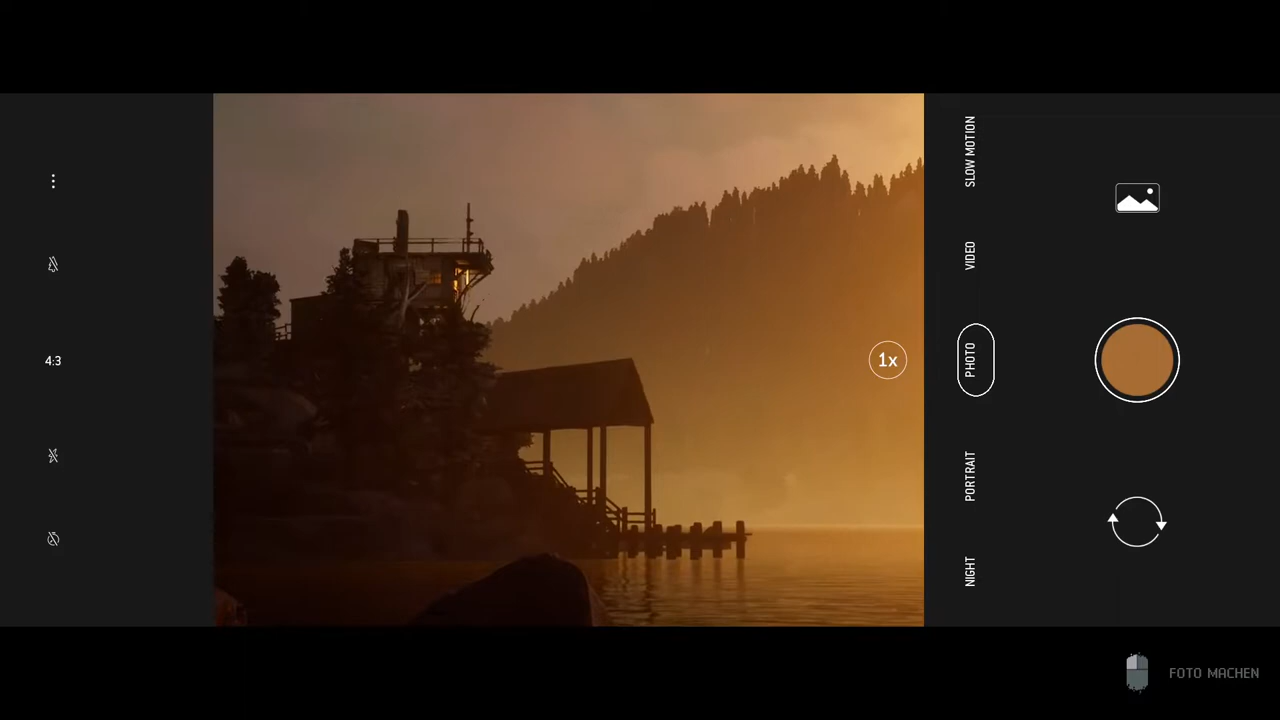 4:3
1x
SLOW MOTION
VIDEO
PHOTO
PORTRAIT
NIGHT
FOTO MACHEN